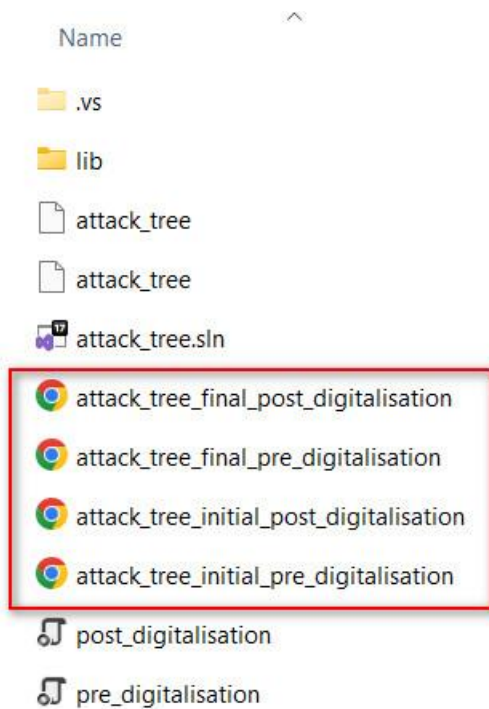 Name
.vs
lib
attack_tree
attack_tree
attack_tree.sln
attack_tree_final_post_digitalisation
attack_tree_final_pre_digitalisation
attack_tree_initial_post_digitalisation
attack_tree_initial_pre_digitalisation
post_digitalisation
pre_digitalisation